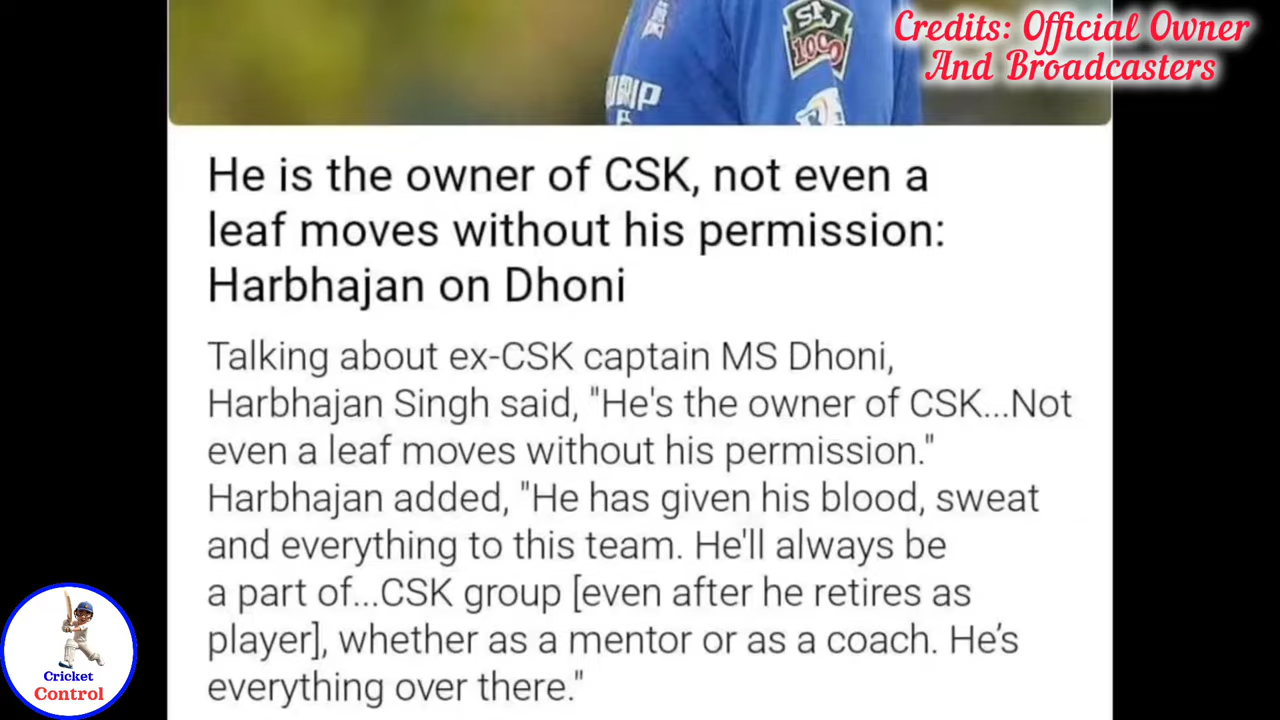 Credits: Official Owner
And Broadcasters
SLJ
1000
He is the owner of CSK, not even a
leaf moves without his permission:
Harbhajan on Dhoni
Talking about ex-CSK captain MS Dhoni,
Harbhajan Singh said, "He's the owner of CSK...Not
even a leaf moves without his permission."
Harbhajan added, "He has given his blood, sweat
and everything to this team. He'll always be
a part of...CSK group [even after he retires as
player], whether as a mentor or as a coach. He’s
everything over there."
Cricket
Control